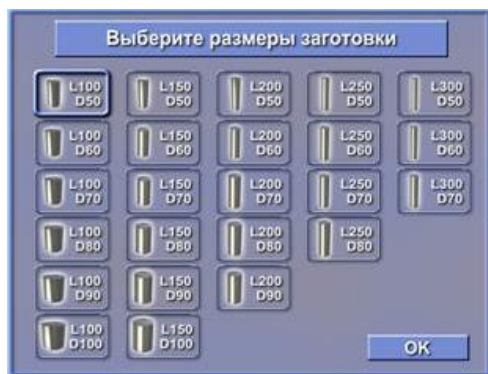 Выберите размеры заготовки
L100 D50
L150 D50
L200 D50
L250 D50
L300 D50
L100 D60
L150 D60
L200 D60
L250 D60
L300 D60
L100 D70
L150 D70
L200 D70
L250 D70
L300 D70
L100 D80
L150 D80
L200 D80
L250 D80
L100 D90
L150 D90
L200 D90
L100 D100
L150 D100
OK